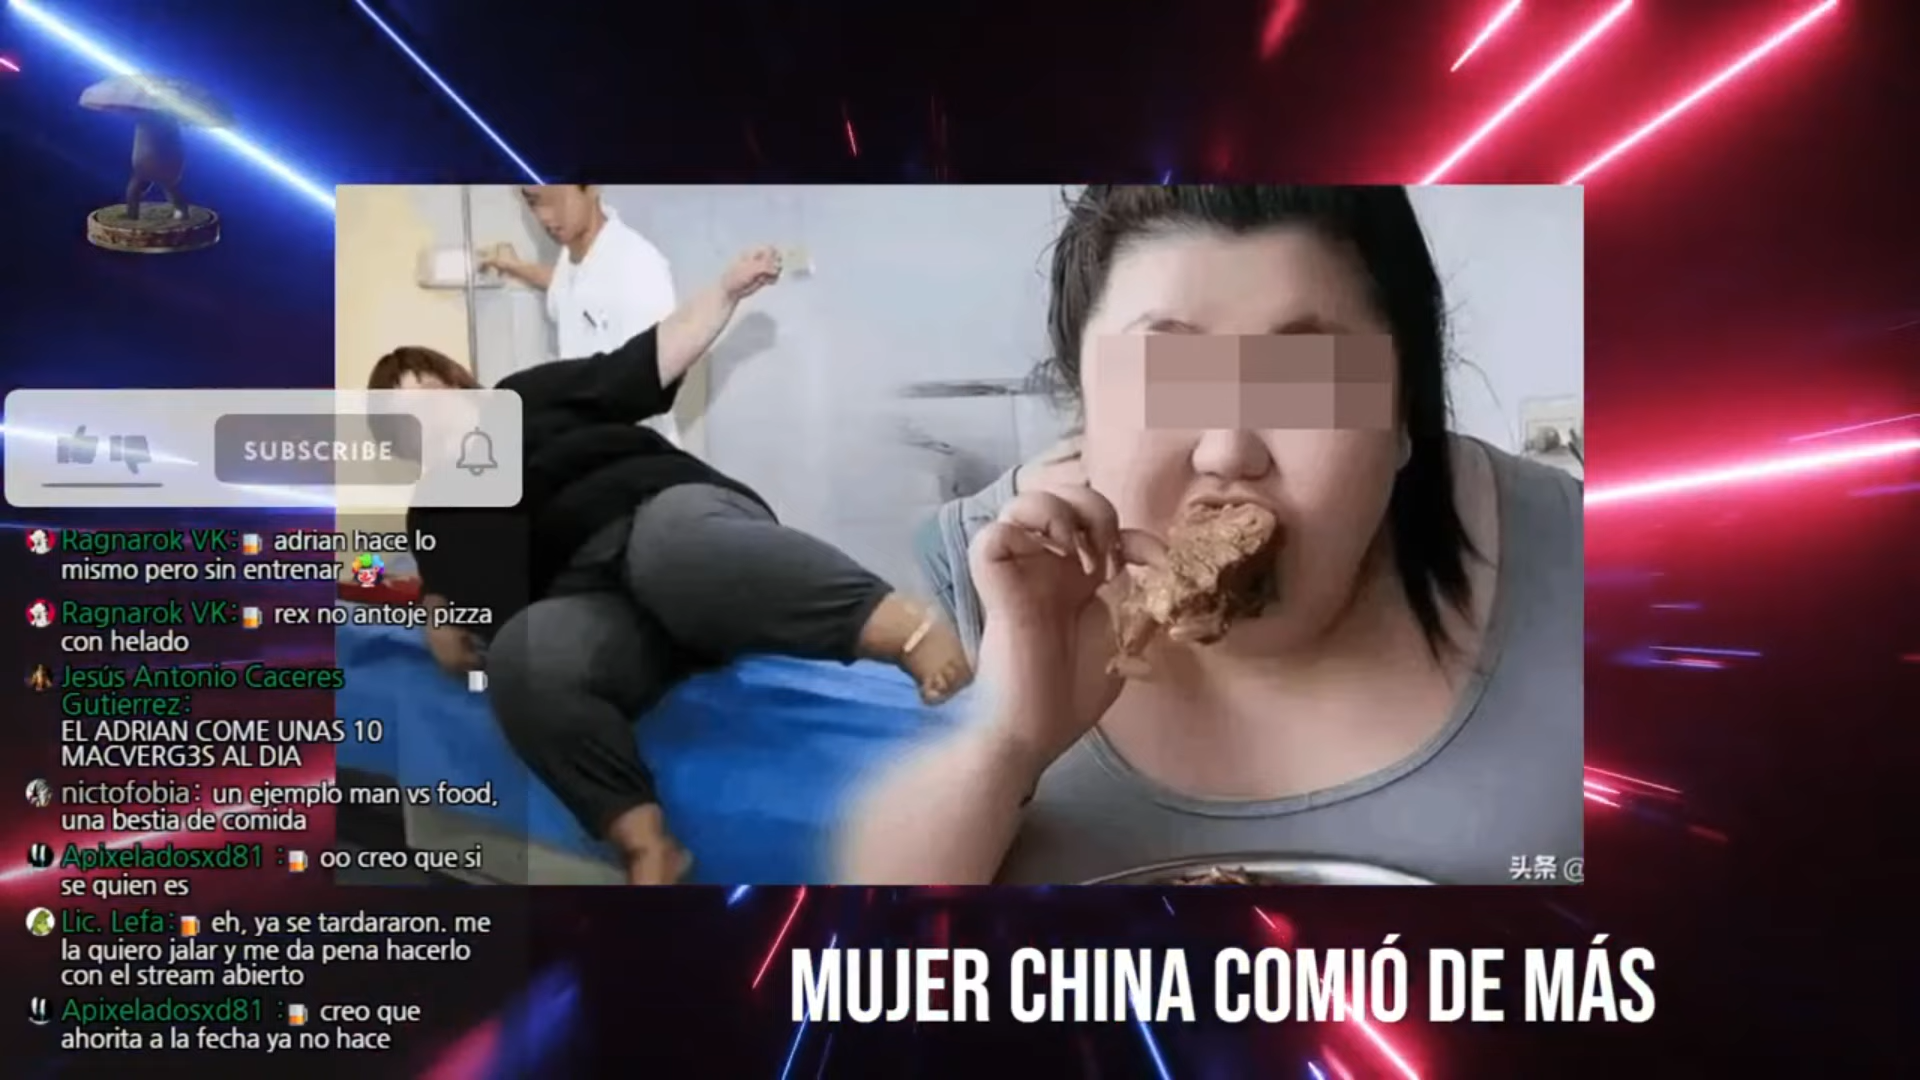 SUBSCRIBE
Ragnarok VK: adrian hace lo
mismo pero sin entrenar
Ragnarok VK: rex no antoje pizza
con helado
Jesús Antonio Caceres
Gutierrez:
EL ADRIAN COME UNAS 10
MACVERG3S AL DIA
nictofobia: un ejemplo man vs food,
una bestia de comida
Apixeladosxd81 : oo creo que si
se quien es
Lic. Lefa: eh, ya se tardararon. me
la quiero jalar y me da pena hacerlo
con el stream abierto
Apixeladosxd81 : creo que
ahorita a la fecha ya no hace
头条 @
MUJER CHINA COMIÓ DE MÁS